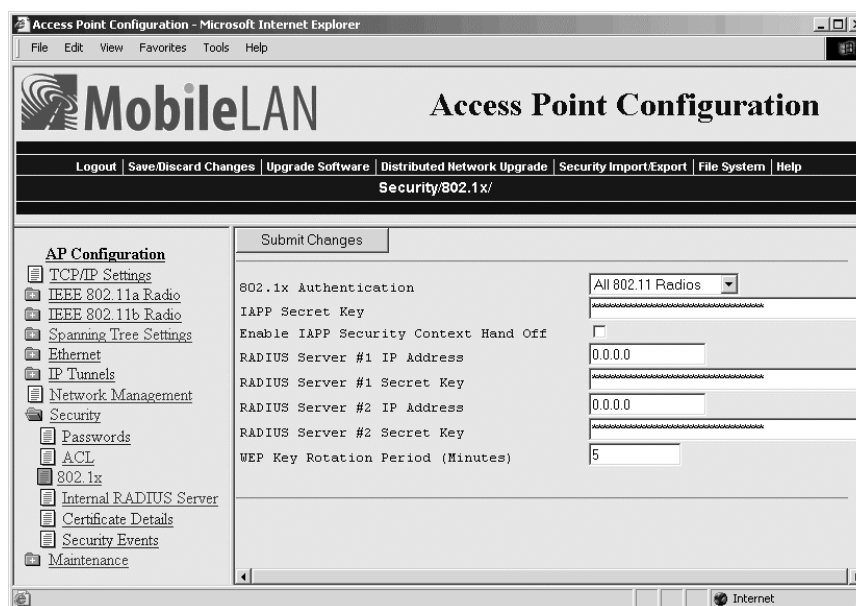 Access Point Configuration - Microsoft Internet Explorer
File Edit View Favorites Tools Help
MobileLAN
Access Point Configuration
Logout | Save/Discard Changes | Upgrade Software | Distributed Network Upgrade | Security Import/Export | File System | Help
Security/802.1x/
AP Configuration
TCP/IP Settings
IEEE 802.11a Radio
IEEE 802.11b Radio
Spanning Tree Settings
Ethernet
IP Tunnels
Network Management
Security
Passwords
ACL
802.1x
Internal RADIUS Server
Certificate Details
Security Events
Maintenance
Submit Changes
802.1x Authentication All 802.11 Radios
IAPP Secret Key
Enable IAPP Security Context Hand Off
RADIUS Server #1 IP Address 0.0.0.0
RADIUS Server #1 Secret Key
RADIUS Server #2 IP Address 0.0.0.0
RADIUS Server #2 Secret Key
WEP Key Rotation Period (Minutes) 5
Internet